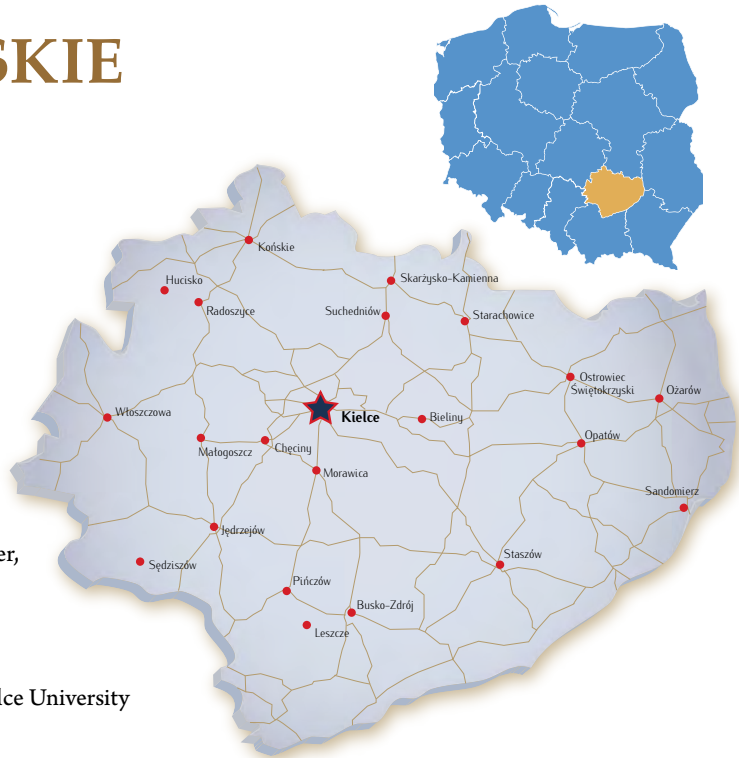 SKIE
Końskie
Hucisko
Radoszyce
Skarżysko-Kamienna
Suchedniów
Starachowice
Ostrowiec
Świętokrzyski
Ożarów
Włoszczowa
Kielce
Bieliny
Małogoszcz
Chęciny
Opatów
Morawica
Sandomierz
Jędrzejów
er,
Sędziszów
Staszów
Pińczów
Busko-Zdrój
Leszcze
lce University